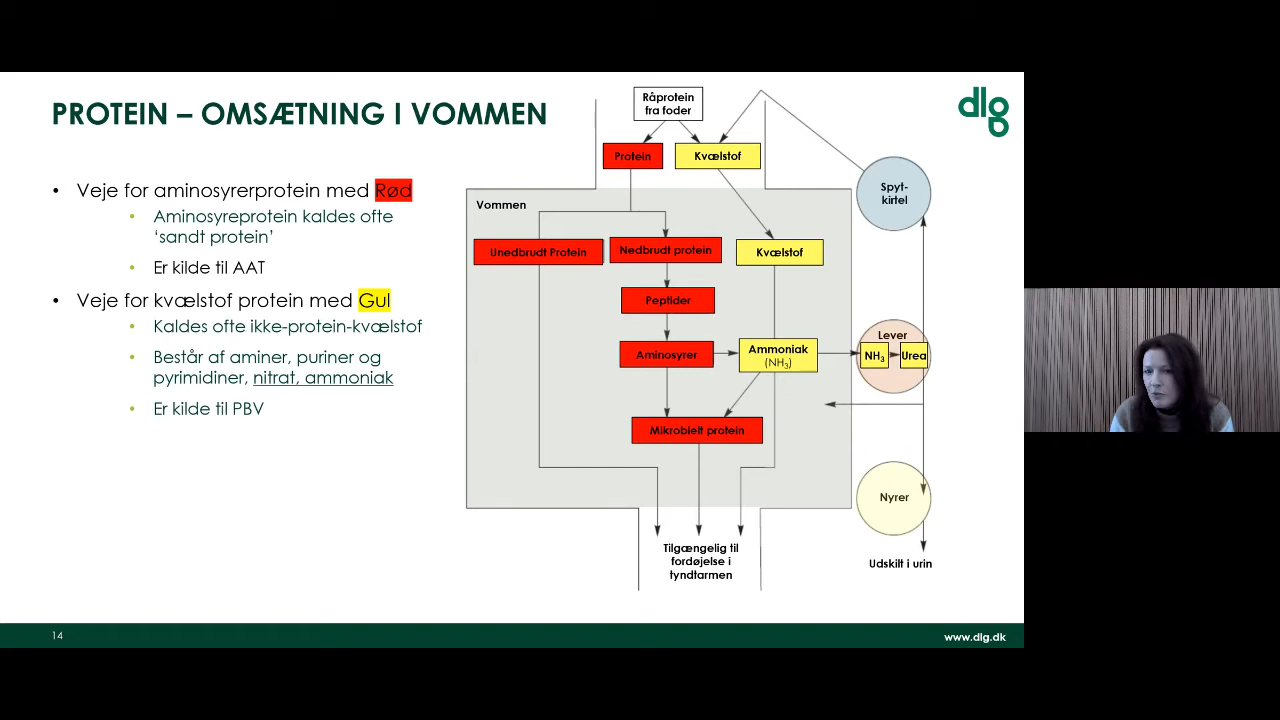 PROTEIN – OMSÆTNING I VOMMEN
• Veje for aminosyrerprotein med Rød
• Aminosyreprotein kaldes ofte
‘sandt protein’
• Er kilde til AAT
• Veje for kvælstof protein med Gul
• Kaldes ofte ikke-protein-kvælstof
• Består af aminer, puriner og
pyrimidiner, nitrat, ammoniak
• Er kilde til PBV
Råprotein
fra foder
Protein
Kvælstof
Vommen
Unedbrudt Protein
Nedbrudt protein
Kvælstof
Peptider
Aminosyrer
Ammoniak
(NH₃)
Mikrobielt protein
Tilgængelig til
fordøjelse i
tyndtarmen
Spyt-
kirtel
Lever
NH₃
Urea
Nyrer
Udskilt i urin
dlg
14
www.dlg.dk